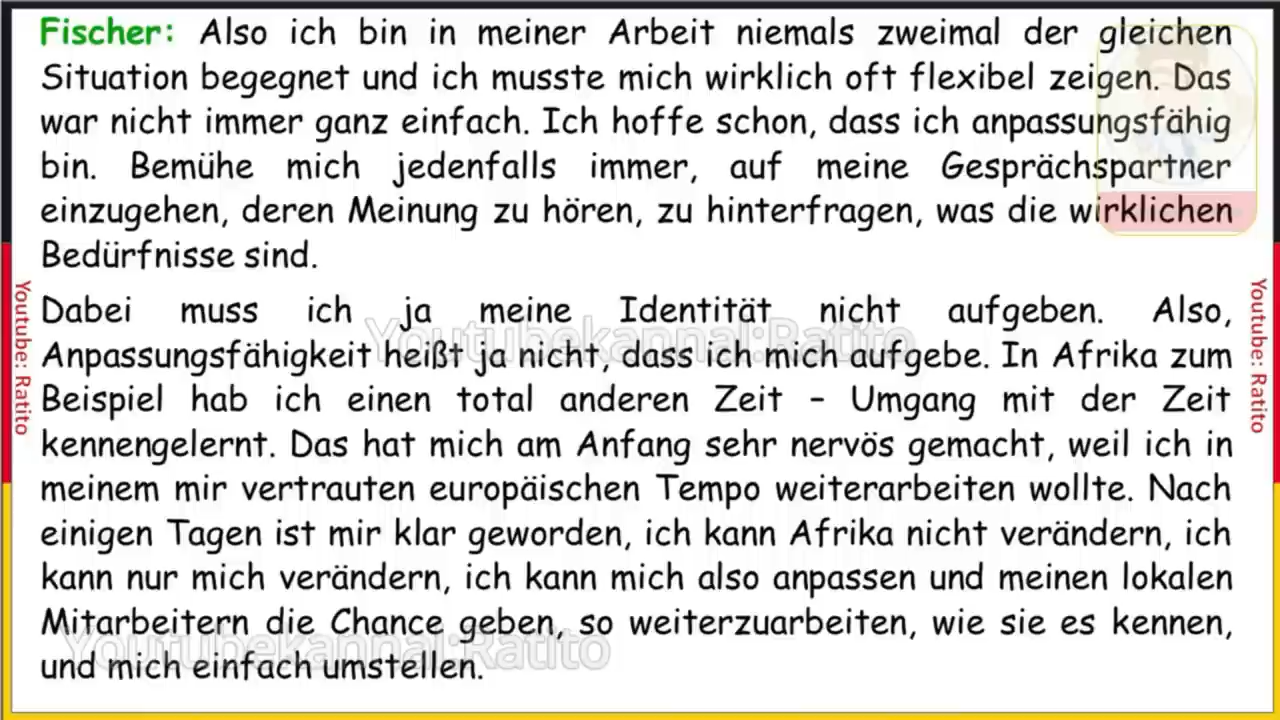 Fischer: Also ich bin in meiner Arbeit niemals zweimal der gleichen
Situation begegnet und ich musste mich wirklich oft flexibel zeigen. Das
war nicht immer ganz einfach. Ich hoffe schon, dass ich anpassungsfähig
bin. Bemühe mich jedenfalls immer, auf meine Gesprächspartner
einzugehen, deren Meinung zu hören, zu hinterfragen, was die wirklichen
Bedürfnisse sind.
Dabei muss ich ja meine Identität nicht aufgeben. Also,
Anpassungsfähigkeit heißt ja nicht, dass ich mich aufgebe. In Afrika zum
Beispiel hab ich einen total anderen Zeit – Umgang mit der Zeit
kennengelernt. Das hat mich am Anfang sehr nervös gemacht, weil ich in
meinem mir vertrauten europäischen Tempo weiterarbeiten wollte. Nach
einigen Tagen ist mir klar geworden, ich kann Afrika nicht verändern, ich
kann nur mich verändern, ich kann mich also anpassen und meinen lokalen
Mitarbeitern die Chance geben, so weiterzuarbeiten, wie sie es kennen,
und mich einfach umstellen.
Youtube: Ratito
Youtube: Ratito
Youtubekannal:Ratito
Youtubekannal:Ratito